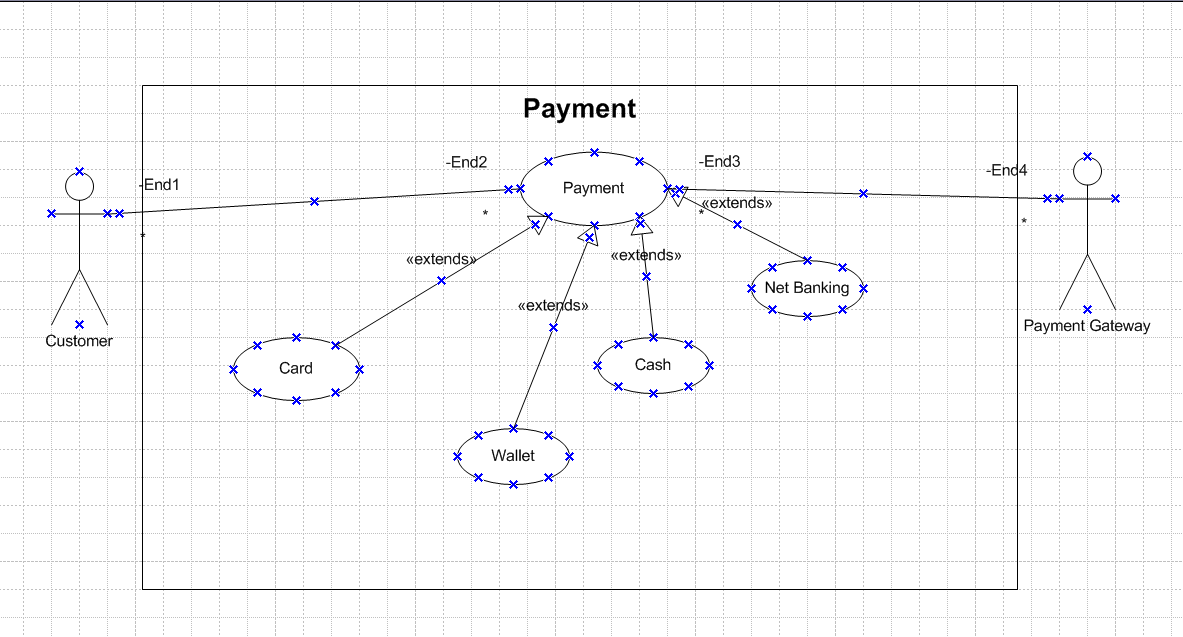 Payment
-End2
-End3
-End4
-End1
Payment
*
*
*
*
«extends»
«extends»
«extends»
«extends»
Net Banking
Customer
Payment Gateway
Card
Cash
Wallet